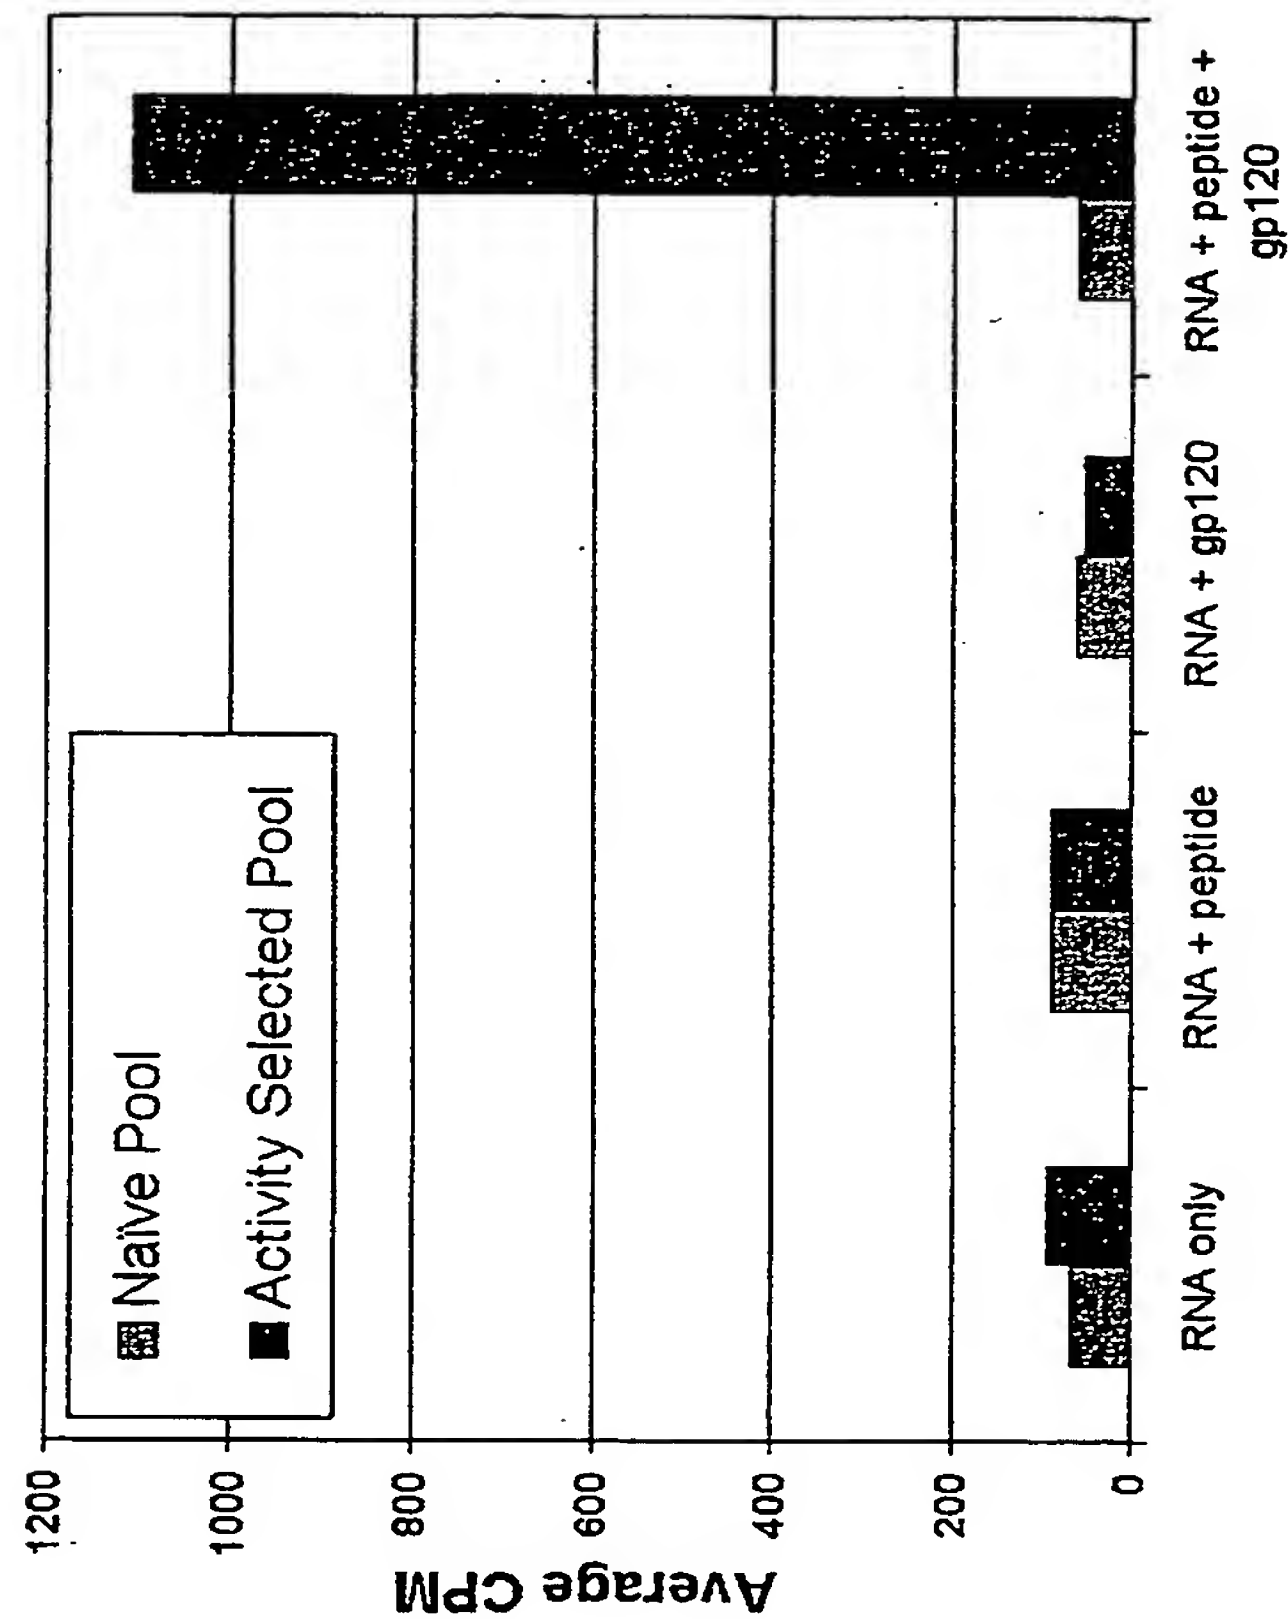 Average CPM
1200
1000
800
600
400
200
0
Naïve Pool
Activity Selected Pool
RNA only
RNA + peptide
RNA + gp120
RNA + peptide +
gp120